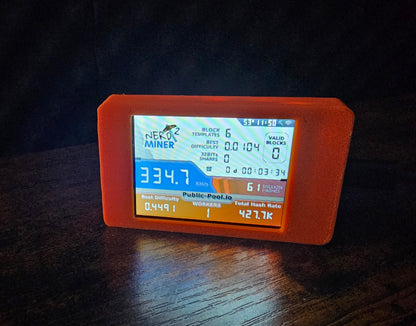 53°11:50
NERD 2
MINER
BLOCK
TEMPLATES 6
BEST
DIFFICULTY 0.0104
32BITS
SHARES 0
VALID
BLOCKS
0
0d 00:03:34
334.7 KH/s
61
Public-Pool.io
Best Difficulty
WORKERS
Total Hash Rate
0.4491
1
427.7K